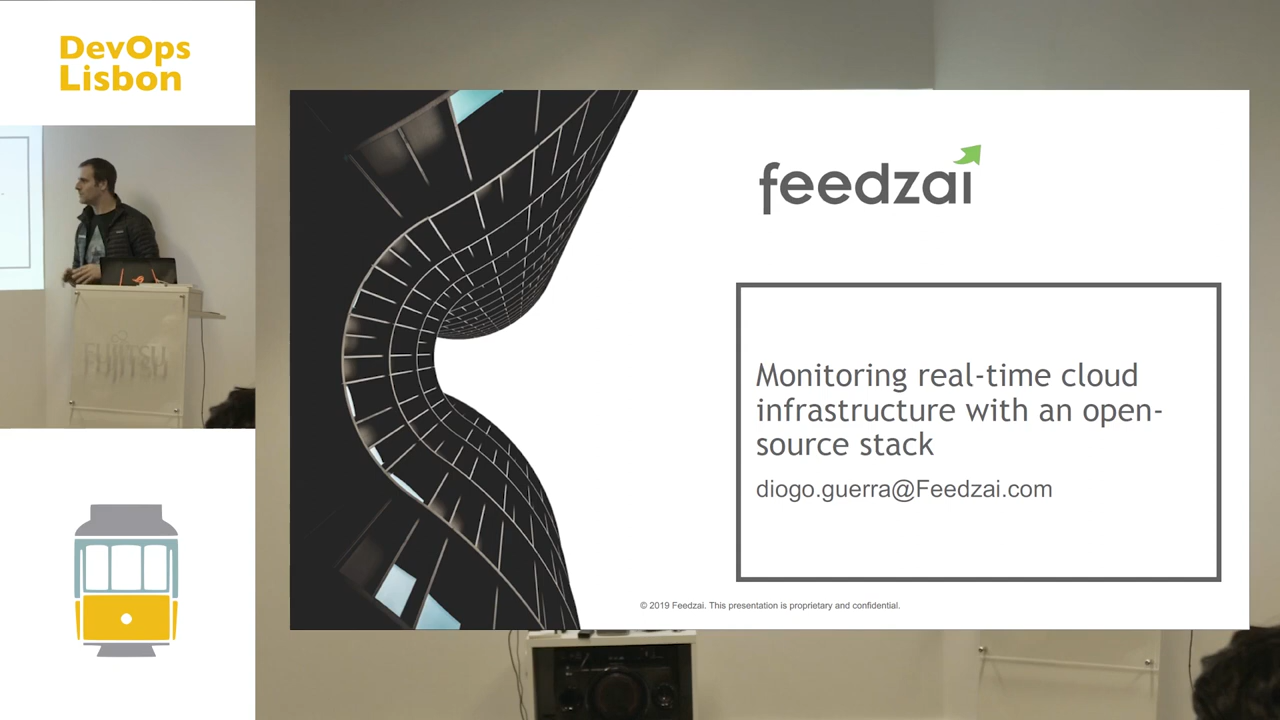 DevOps
Lisbon
FUJITSU
feedzai
Monitoring real-time cloud
infrastructure with an open-
source stack
diogo.guerra@Feedzai.com
© 2019 Feedzai. This presentation is proprietary and confidential.